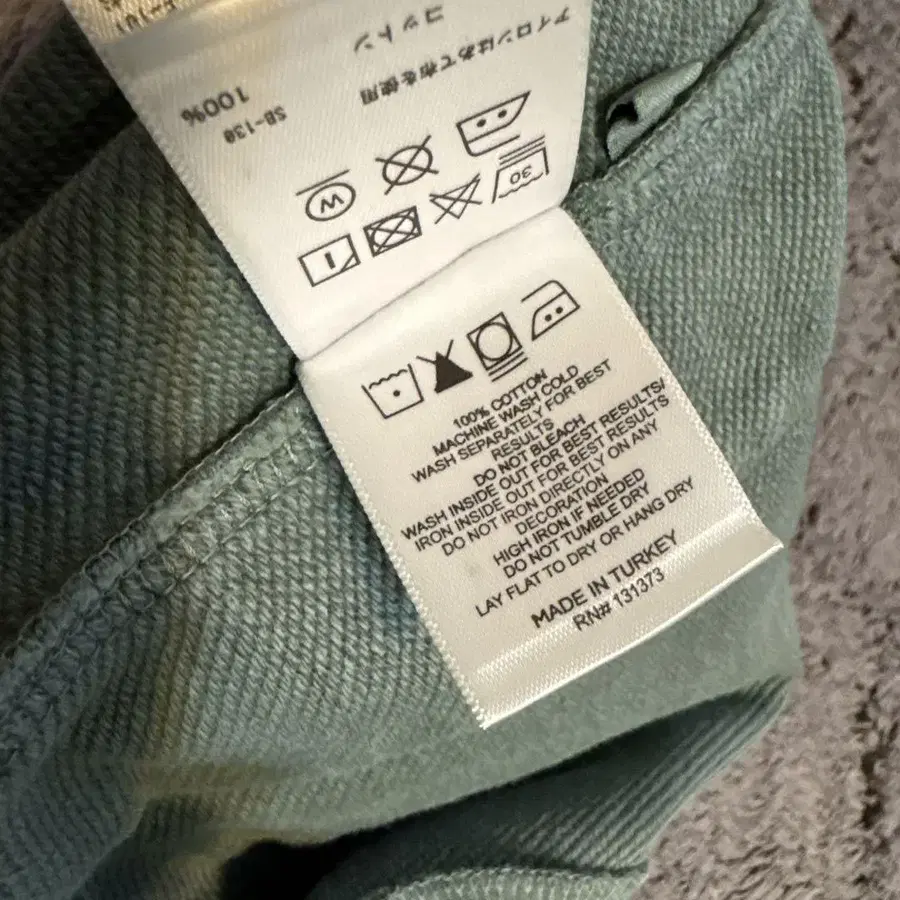 アイロンはあて布を使用
コットン
100%
SB-130
W
30
100% COTTON
MACHINE WASH COLD
WASH SEPARATELY FOR BEST
RESULTS
DO NOT BLEACH
WASH INSIDE OUT FOR BEST RESULTS/
IRON INSIDE OUT FOR BEST RESULTS
DO NOT IRON DIRECTLY ON ANY
DECORATION
HIGH IRON IF NEEDED
DO NOT TUMBLE DRY
LAY FLAT TO DRY OR HANG DRY
MADE IN TURKEY
RN# 131373